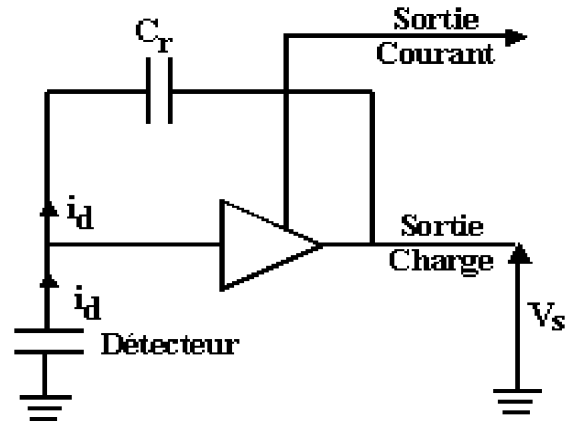 Sortie
Courant
Cr
id
Sortie
Charge
id
Vs
Détecteur